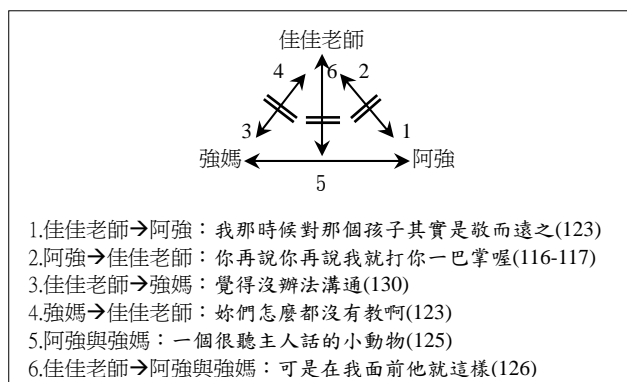 佳佳老師
4 6 2
3 1
強媽 阿強
5
1.佳佳老師→阿強：我那時候對那個孩子其實是敬而遠之(123)
2.阿強→佳佳老師：你再說你再說我就打你一巴掌喔(116-117)
3.佳佳老師→強媽：覺得沒辦法溝通(130)
4.強媽→佳佳老師：妳們怎麼都沒有教啊(123)
5.阿強與強媽：一個很聽主人話的小動物(125)
6.佳佳老師→阿強與強媽：可是在我面前他就這樣(126)